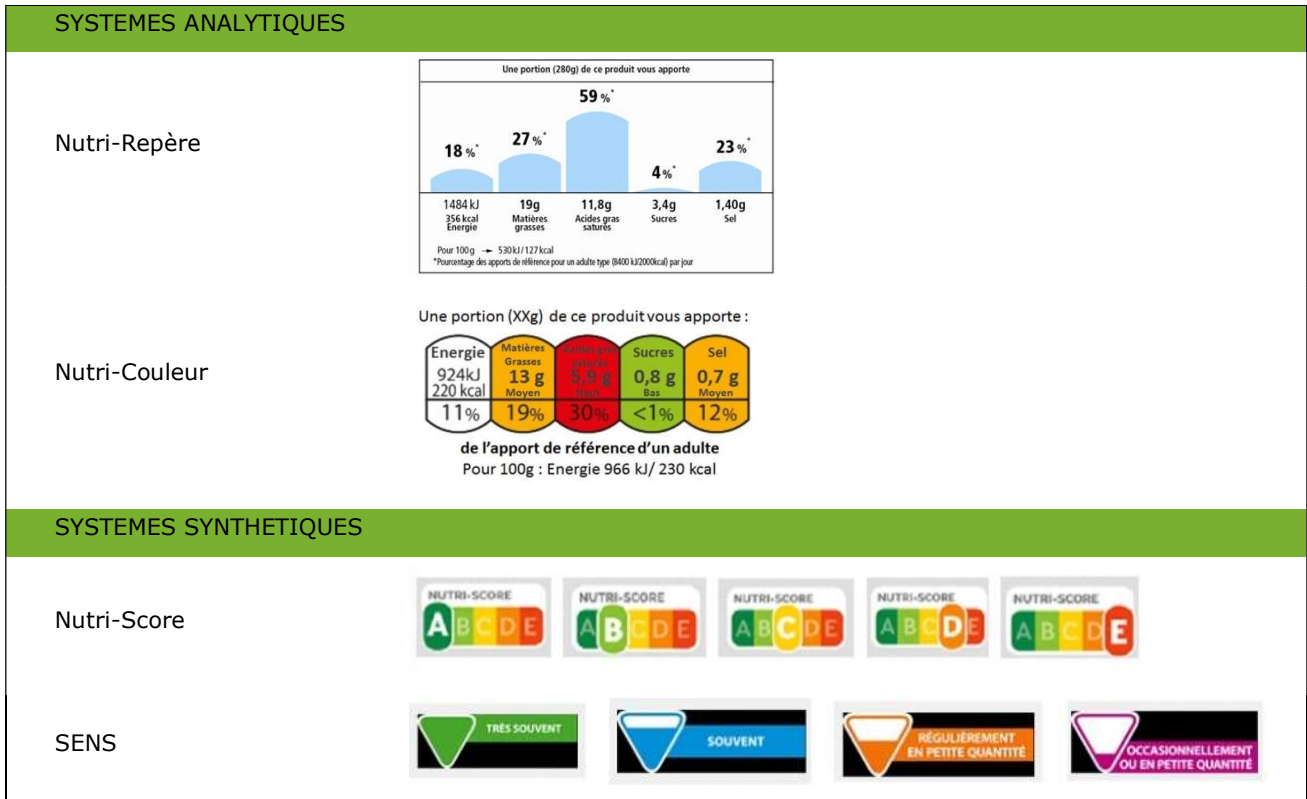 SYSTEMES ANALYTIQUES
Nutri-Repère
Une portion (280g) de ce produit vous apporte
18 %* 27 %* 59 %* 4 %* 23 %*
1484 kJ 19g 11,8g 3,4g 1,40g
356 kcal Matières Acides gras Sucres Sel
Energie grasses saturés
Pour 100 g → 530 kJ/127 kcal
*Pourcentage des apports de référence pour un adulte type (8400 kJ/2000kcal) par jour
Nutri-Couleur
Une portion (XXg) de ce produit vous apporte :
Energie Matières Acides gras Sucres Sel
Grasses saturés
924kJ 13 g 5,9 g 0,8 g 0,7 g
220 kcal Moyen Haut Bas Moyen
11% 19% 30% <1% 12%
de l'apport de référence d'un adulte
Pour 100g : Energie 966 kJ/ 230 kcal
SYSTEMES SYNTHETIQUES
Nutri-Score
NUTRI-SCORE NUTRI-SCORE NUTRI-SCORE NUTRI-SCORE NUTRI-SCORE
A B C D E A B C D E A B C D E A B C D E A B C D E
SENS
TRÈS SOUVENT
SOUVENT
RÉGULIÈREMENT
EN PETITE QUANTITÉ
OCCASIONNELLEMENT
OU EN PETITE QUANTITÉ